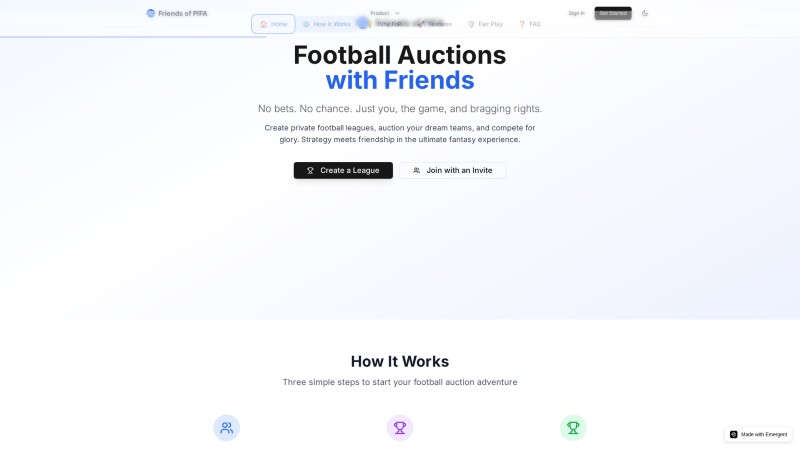 Friends of PIFA
Product
Sign In
Get Started
Home
How It Works
Features
Fair Play
FAQ
Football Auctions
with Friends
No bets. No chance. Just you, the game, and bragging rights.
Create private football leagues, auction your dream teams, and compete for
glory. Strategy meets friendship in the ultimate fantasy experience.
Create a League
Join with an Invite
How It Works
Three simple steps to start your football auction adventure
Made with Emergent